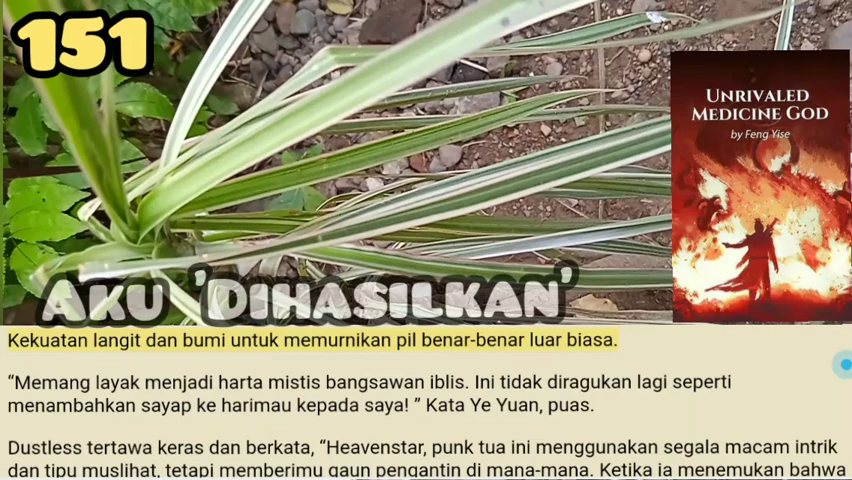 151
UNRIVALED
MEDICINE GOD
by Feng Yise
AKU 'DIHASILKAN'
Kekuatan langit dan bumi untuk memurnikan pil benar-benar luar biasa.
“Memang layak menjadi harta mistis bangsawan iblis. Ini tidak diragukan lagi seperti
menambahkan sayap ke harimau kepada saya! ” Kata Ye Yuan, puas.
Dustless tertawa keras dan berkata, “Heavenstar, punk tua ini menggunakan segala macam intrik
dan tipu muslihat, tetapi memberimu gaun pengantin di mana-mana. Ketika ia menemukan bahwa